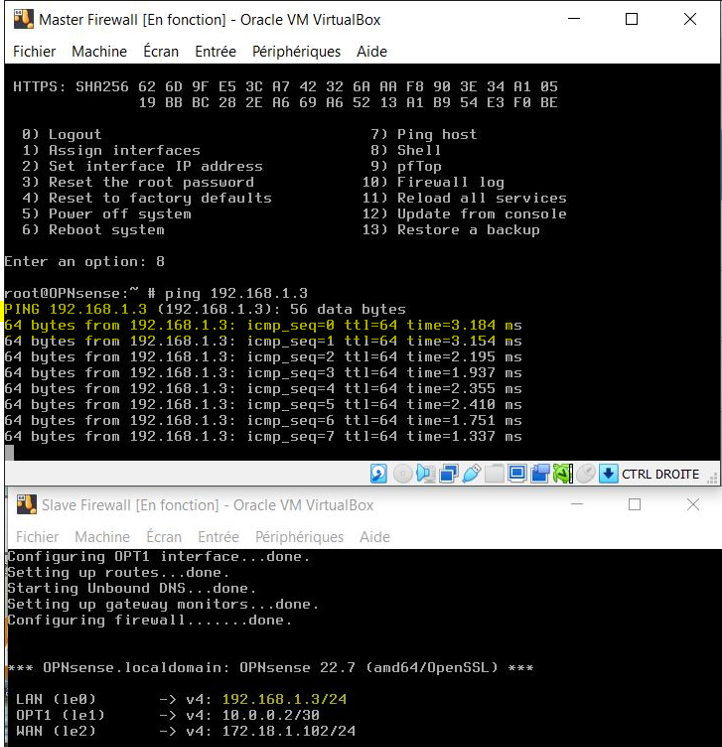 Master Firewall [En fonction] - Oracle VM VirtualBox
Fichier Machine Écran Entrée Périphériques Aide
HTTPS: SHA256 62 6D 9F E5 3C A7 42 32 6A AA F8 90 3E 34 A1 05
19 BB BC 28 2E A6 69 A6 52 13 A1 B9 54 E3 F0 BE
0) Logout 7) Ping host
1) Assign interfaces 8) Shell
2) Set interface IP address 9) pfTop
3) Reset the root password 10) Firewall log
4) Reset to factory defaults 11) Reload all services
5) Power off system 12) Update from console
6) Reboot system 13) Restore a backup
Enter an option: 8
root@OPNsense:~ # ping 192.168.1.3
PING 192.168.1.3 (192.168.1.3): 56 data bytes
64 bytes from 192.168.1.3: icmp_seq=0 ttl=64 time=3.184 ms
64 bytes from 192.168.1.3: icmp_seq=1 ttl=64 time=3.154 ms
64 bytes from 192.168.1.3: icmp_seq=2 ttl=64 time=2.195 ms
64 bytes from 192.168.1.3: icmp_seq=3 ttl=64 time=1.937 ms
64 bytes from 192.168.1.3: icmp_seq=4 ttl=64 time=2.355 ms
64 bytes from 192.168.1.3: icmp_seq=5 ttl=64 time=2.410 ms
64 bytes from 192.168.1.3: icmp_seq=6 ttl=64 time=1.751 ms
64 bytes from 192.168.1.3: icmp_seq=7 ttl=64 time=1.337 ms
CTRL DROITE
Slave Firewall [En fonction] - Oracle VM VirtualBox
Fichier Machine Écran Entrée Périphériques Aide
Configuring OPT1 interface...done.
Setting up routes...done.
Starting Unbound DNS...done.
Setting up gateway monitors...done.
Configuring firewall.......done.
*** OPNsense.localdomain: OPNsense 22.7 (amd64/OpenSSL) ***
LAN (le0) -> v4: 192.168.1.3/24
OPT1 (le1) -> v4: 10.0.0.2/30
WAN (le2) -> v4: 172.18.1.102/24